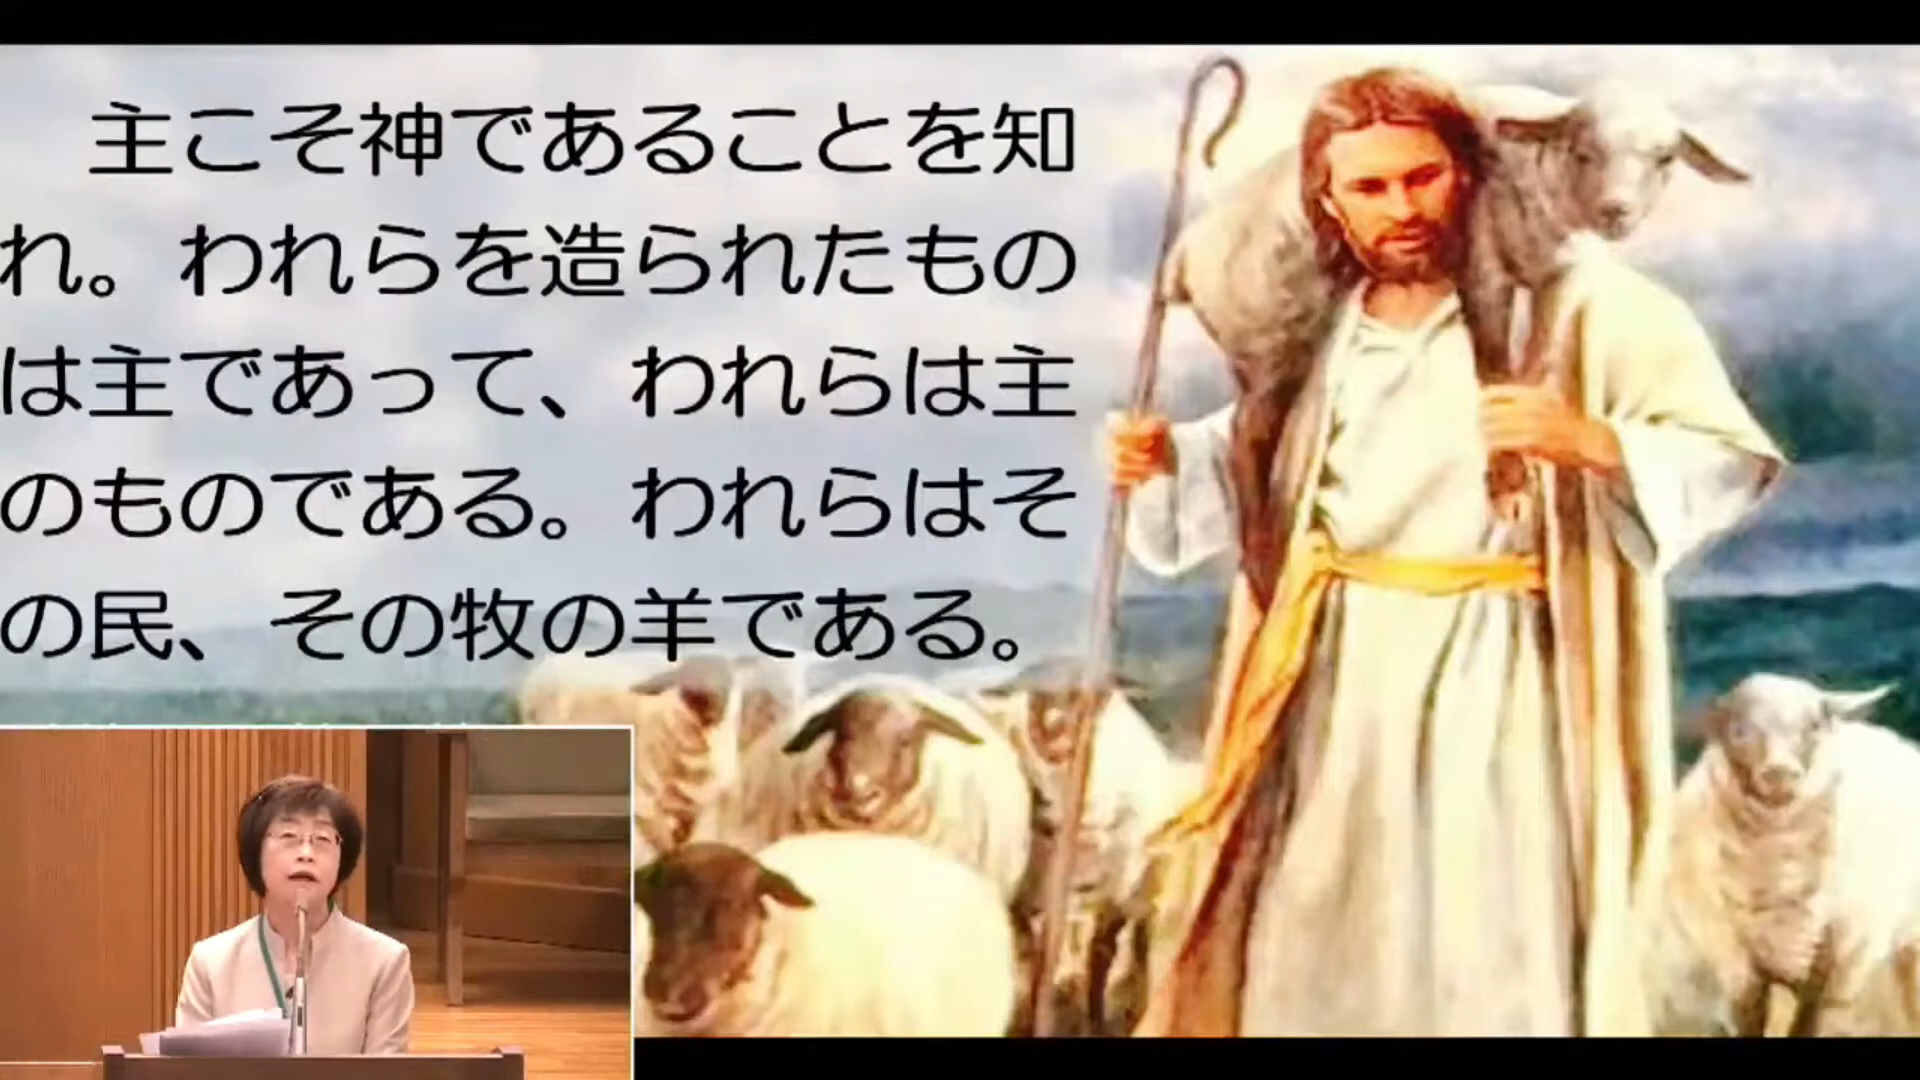 主こそ神であることを知
れ。われらを造られたもの
は主であって、われらは主
のものである。われらはそ
の民、その牧の羊である。